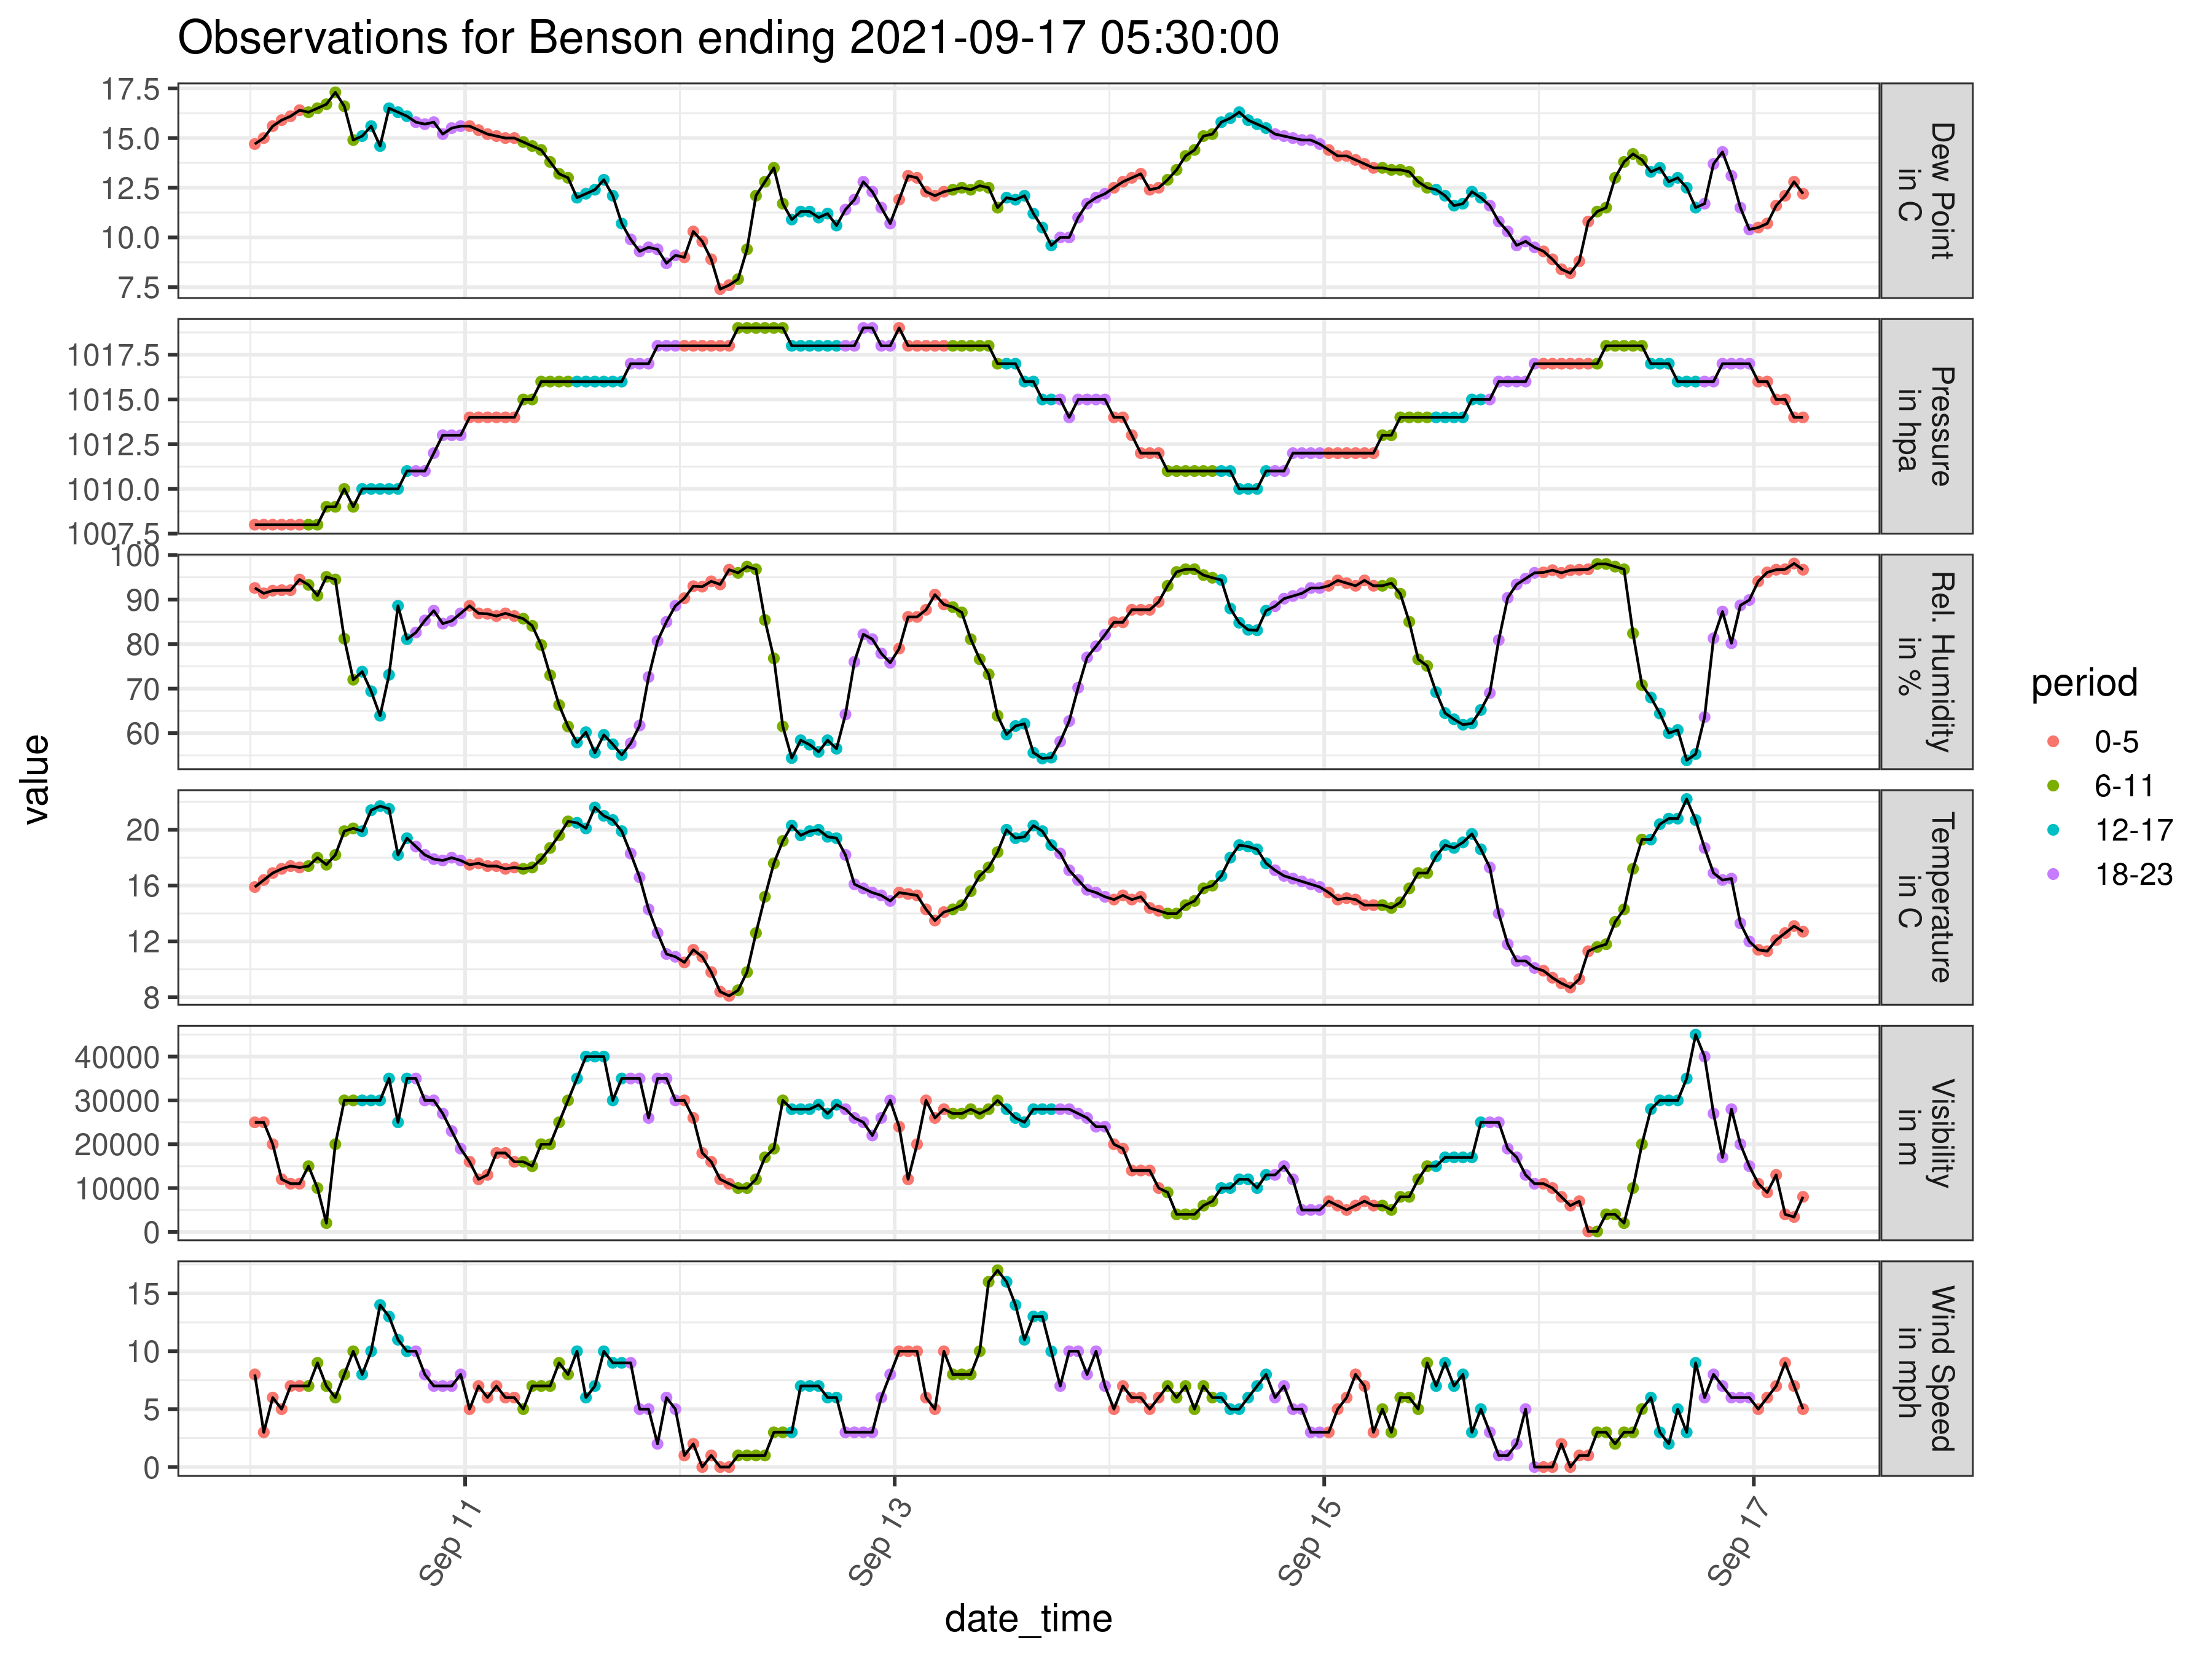 Observations for Benson ending 2021-09-17 05:30:00
value
17.5
15.0
12.5
10.0
7.5
Dew Point
in C
1017.5
1015.0
1012.5
1010.0
1007.5
Pressure
in hpa
100
90
80
70
60
Rel. Humidity
in %
20
16
12
8
Temperature
in C
40000
30000
20000
10000
0
Visibility
in m
15
10
5
0
Wind Speed
in mph
Sep 11
Sep 13
Sep 15
Sep 17
date_time
period
0-5
6-11
12-17
18-23